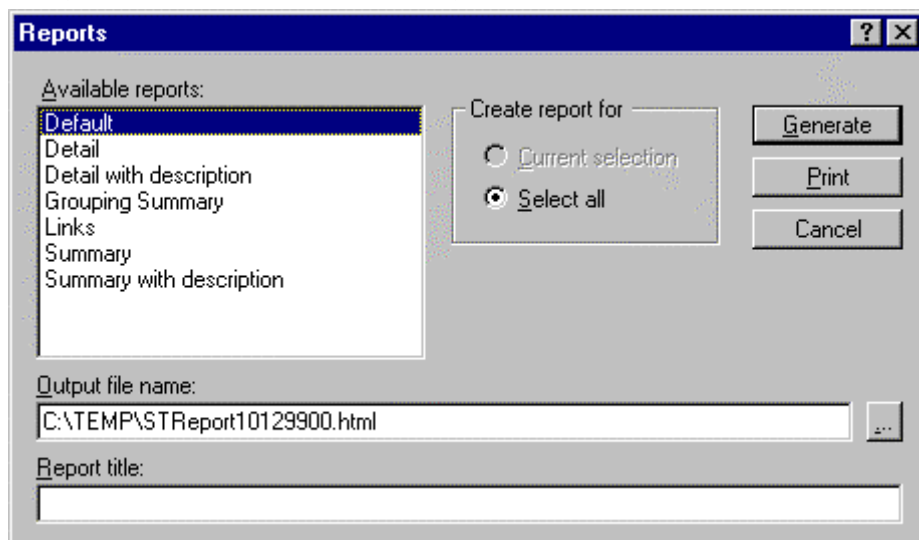 Reports
Available reports:
Default
Detail
Detail with description
Grouping Summary
Links
Summary
Summary with description
Create report for
Current selection
Select all
Generate
Print
Cancel
Output file name:
C:\TEMP\STReport10129900.html
...
Report title: